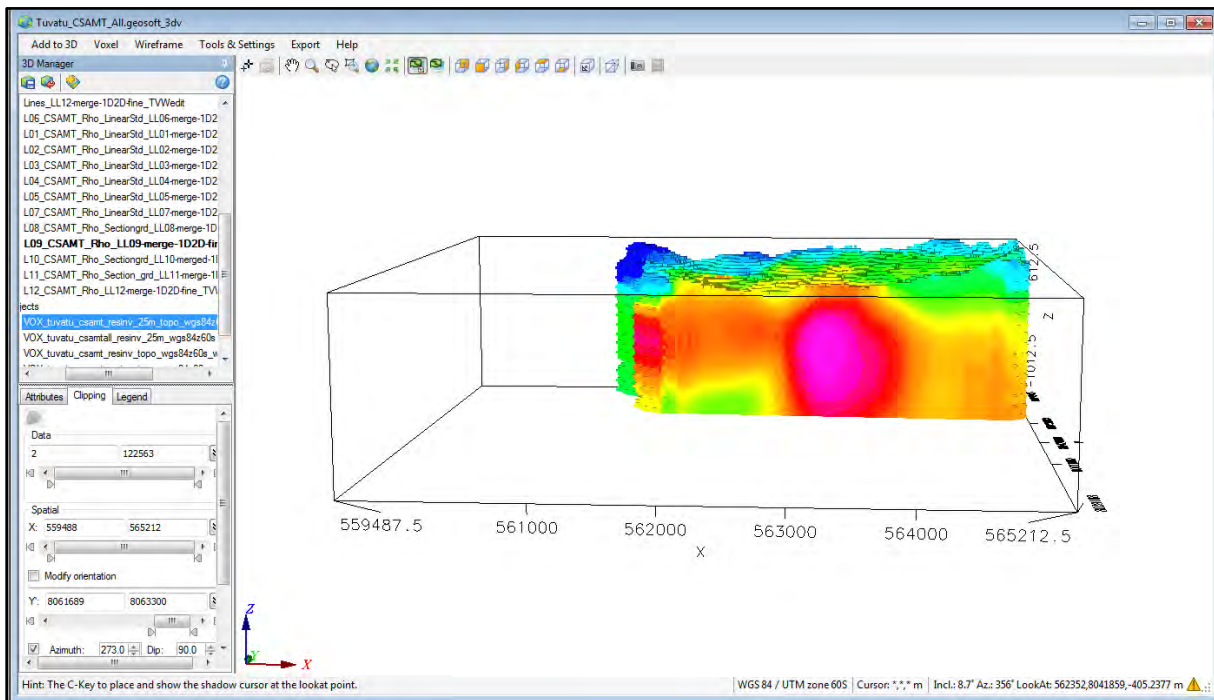 Tuvatu_CSAMT_All.geosoft_3dv
Add to 3D Voxel Wireframe Tools & Settings Export Help
3D Manager
Lines_LL12-merge-1D2D-fine_TVWedit
L06_CSAMT_Rho_LinearStd_LL06-merge-1D2
L01_CSAMT_Rho_LinearStd_LL01-merge-1D2
L02_CSAMT_Rho_LinearStd_LL02-merge-1D2
L03_CSAMT_Rho_LinearStd_LL03-merge-1D2
L04_CSAMT_Rho_LinearStd_LL04-merge-1D2
L05_CSAMT_Rho_LinearStd_LL05-merge-1D2
L07_CSAMT_Rho_LinearStd_LL07-merge-1D2
L08_CSAMT_Rho_Sectiongrd_LL08-merge-1D
L09_CSAMT_Rho_LL09-merge-1D2D-fir
L10_CSAMT_Rho_Sectiongrd_LL10-merged-1I
L11_CSAMT_Rho_Section_grd_LL11-merge-1I
L12_CSAMT_Rho_LL12-merge-1D2D-fine_TV
jects
VOX_tuvatu_csamt_resinv_25m_topo_wgs84z6
VOX_tuvatu_csamtall_resinv_25m_wgs84z60s
VOX_tuvatu_csamt_resinv_topo_wgs84z60s_w
Attributes Clipping Legend
Data
2 122563
Spatial
X: 559488 565212
Modify orientation
Y: 8061689 8063300
Azimuth: 273.0 Dip: 90.0
612.5
Z
-1012.5
559487.5 561000 562000 563000 564000 565212.5
X
Z
Y
X
Hint: The C-Key to place and show the shadow cursor at the lookat point.
WGS 84 / UTM zone 60S Cursor: *,*,* m Incl.: 8.7° Az.: 356° LookAt: 562352,8041859,-405.2377 m